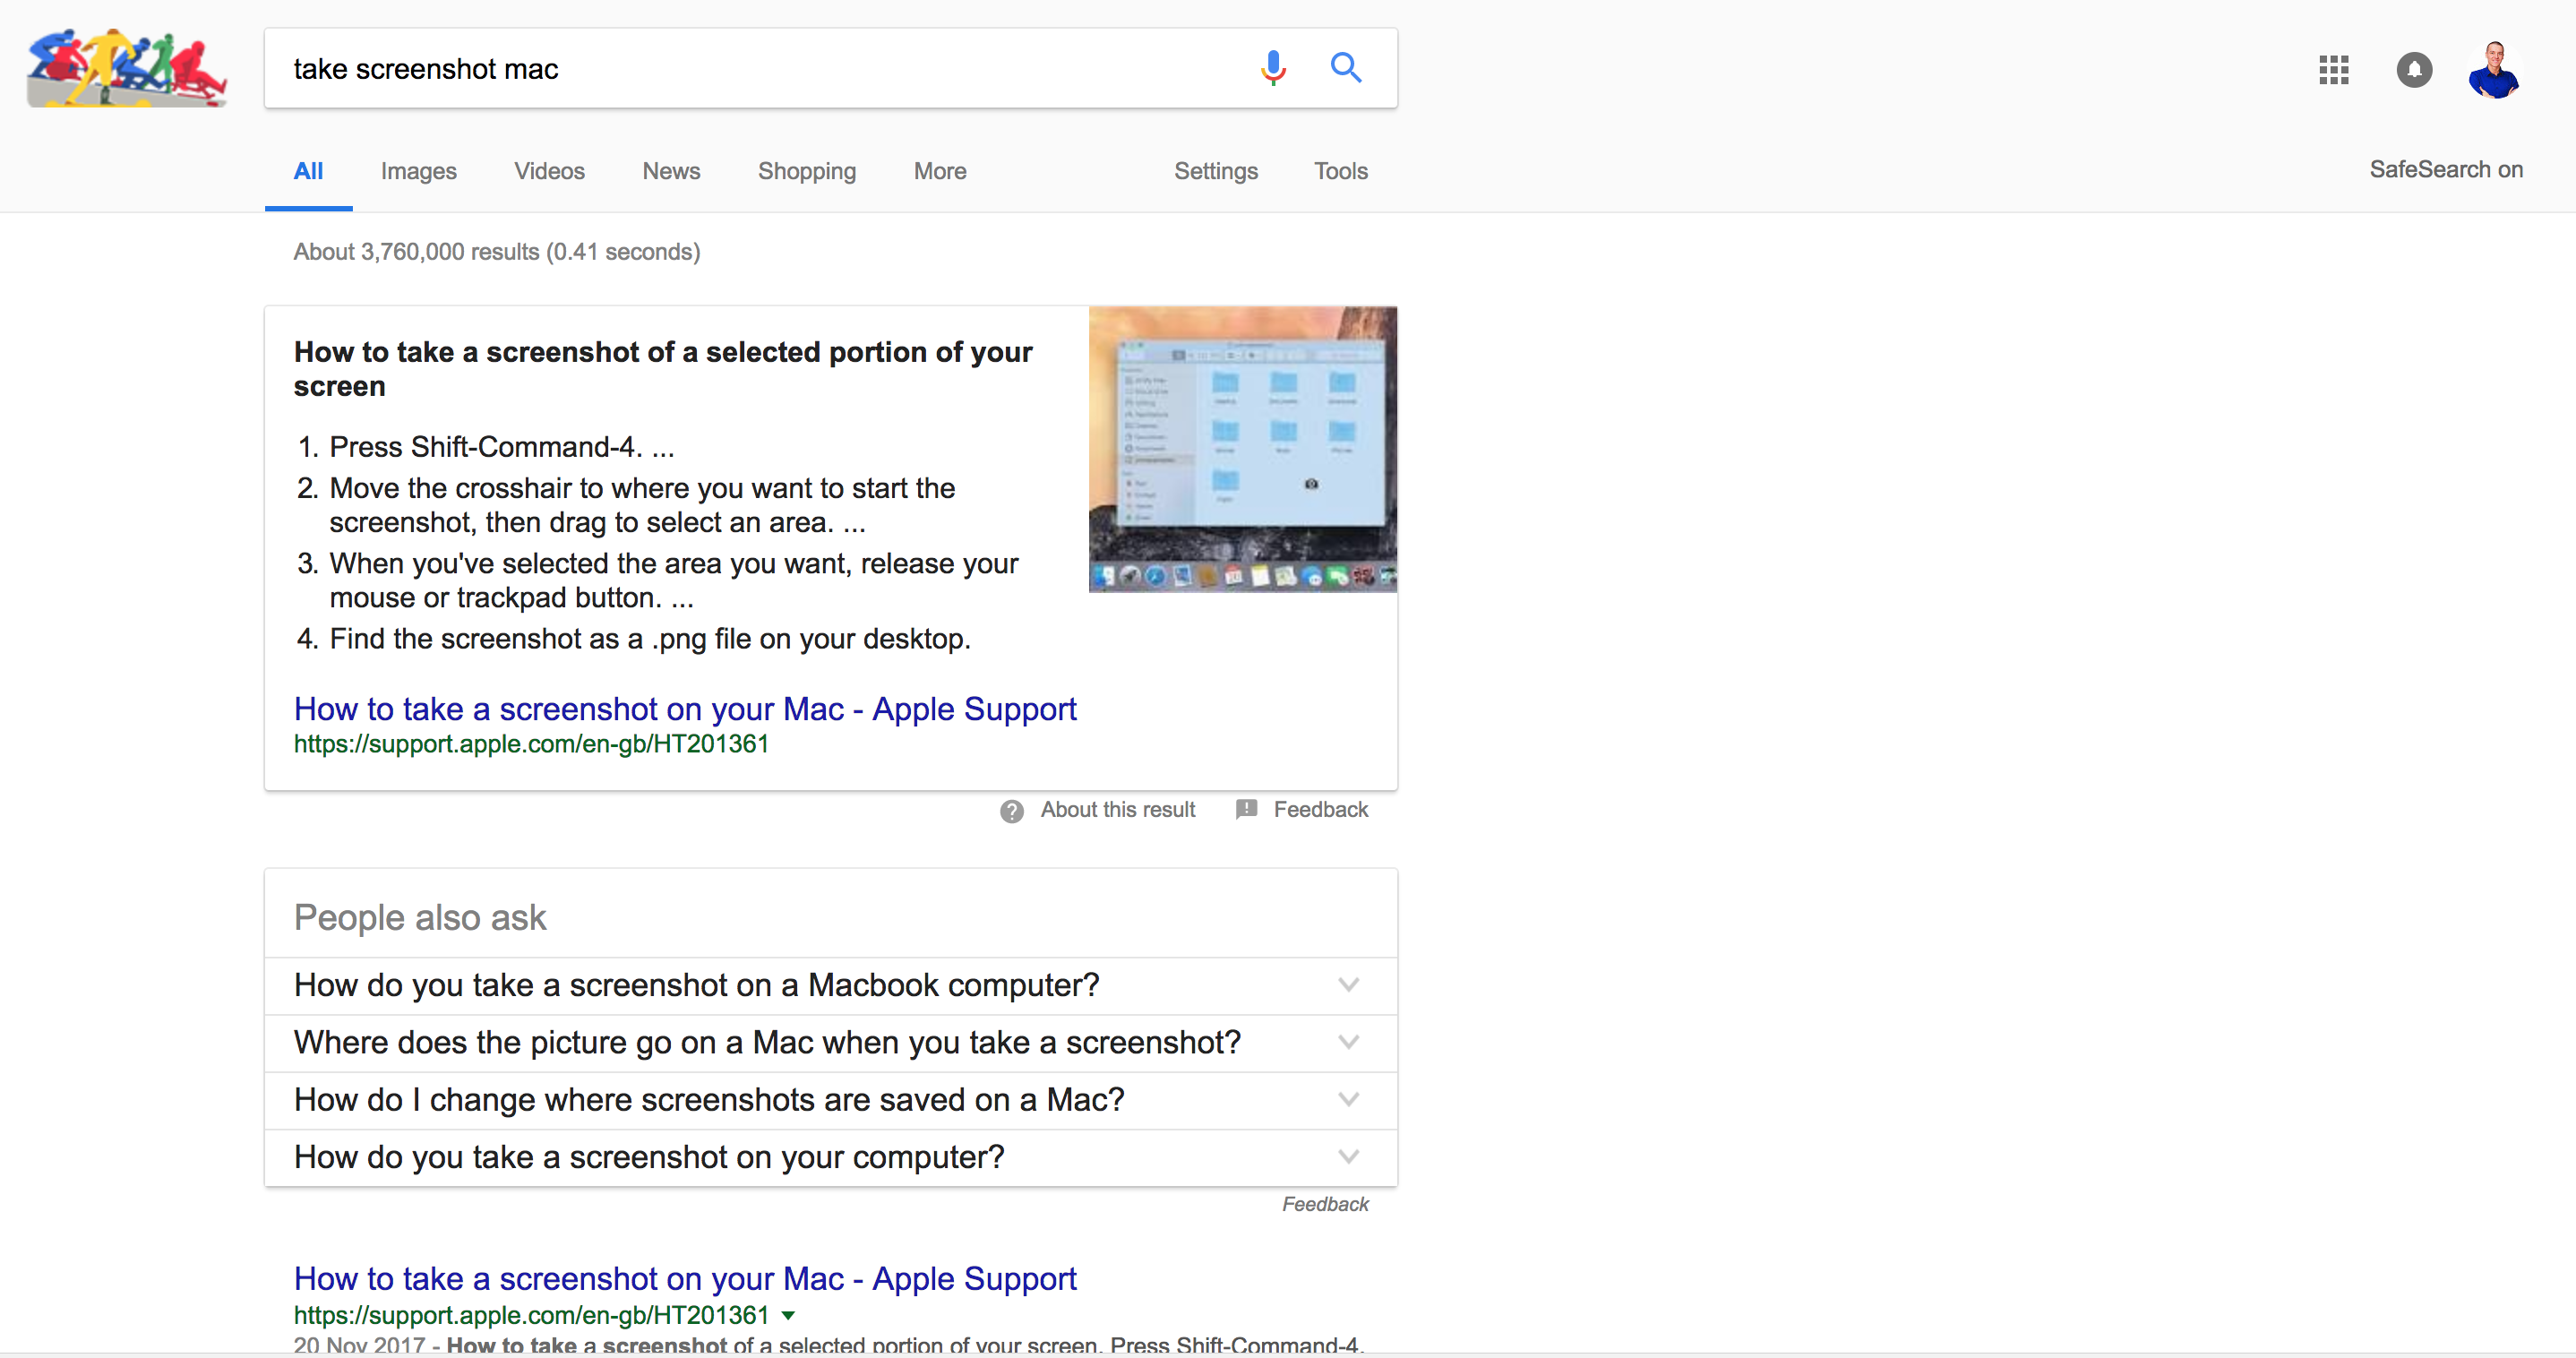 take screenshot mac
All Images Videos News Shopping More Settings Tools SafeSearch on
About 3,760,000 results (0.41 seconds)
How to take a screenshot of a selected portion of your
screen
1. Press Shift-Command-4. ...
2. Move the crosshair to where you want to start the
screenshot, then drag to select an area. ...
3. When you've selected the area you want, release your
mouse or trackpad button. ...
4. Find the screenshot as a .png file on your desktop.
How to take a screenshot on your Mac - Apple Support
https://support.apple.com/en-gb/HT201361
About this result Feedback
People also ask
How do you take a screenshot on a Macbook computer?
Where does the picture go on a Mac when you take a screenshot?
How do I change where screenshots are saved on a Mac?
How do you take a screenshot on your computer?
Feedback
How to take a screenshot on your Mac - Apple Support
https://support.apple.com/en-gb/HT201361
20 Nov 2017 - How to take a screenshot of a selected portion of your screen. Press Shift-Command-4.